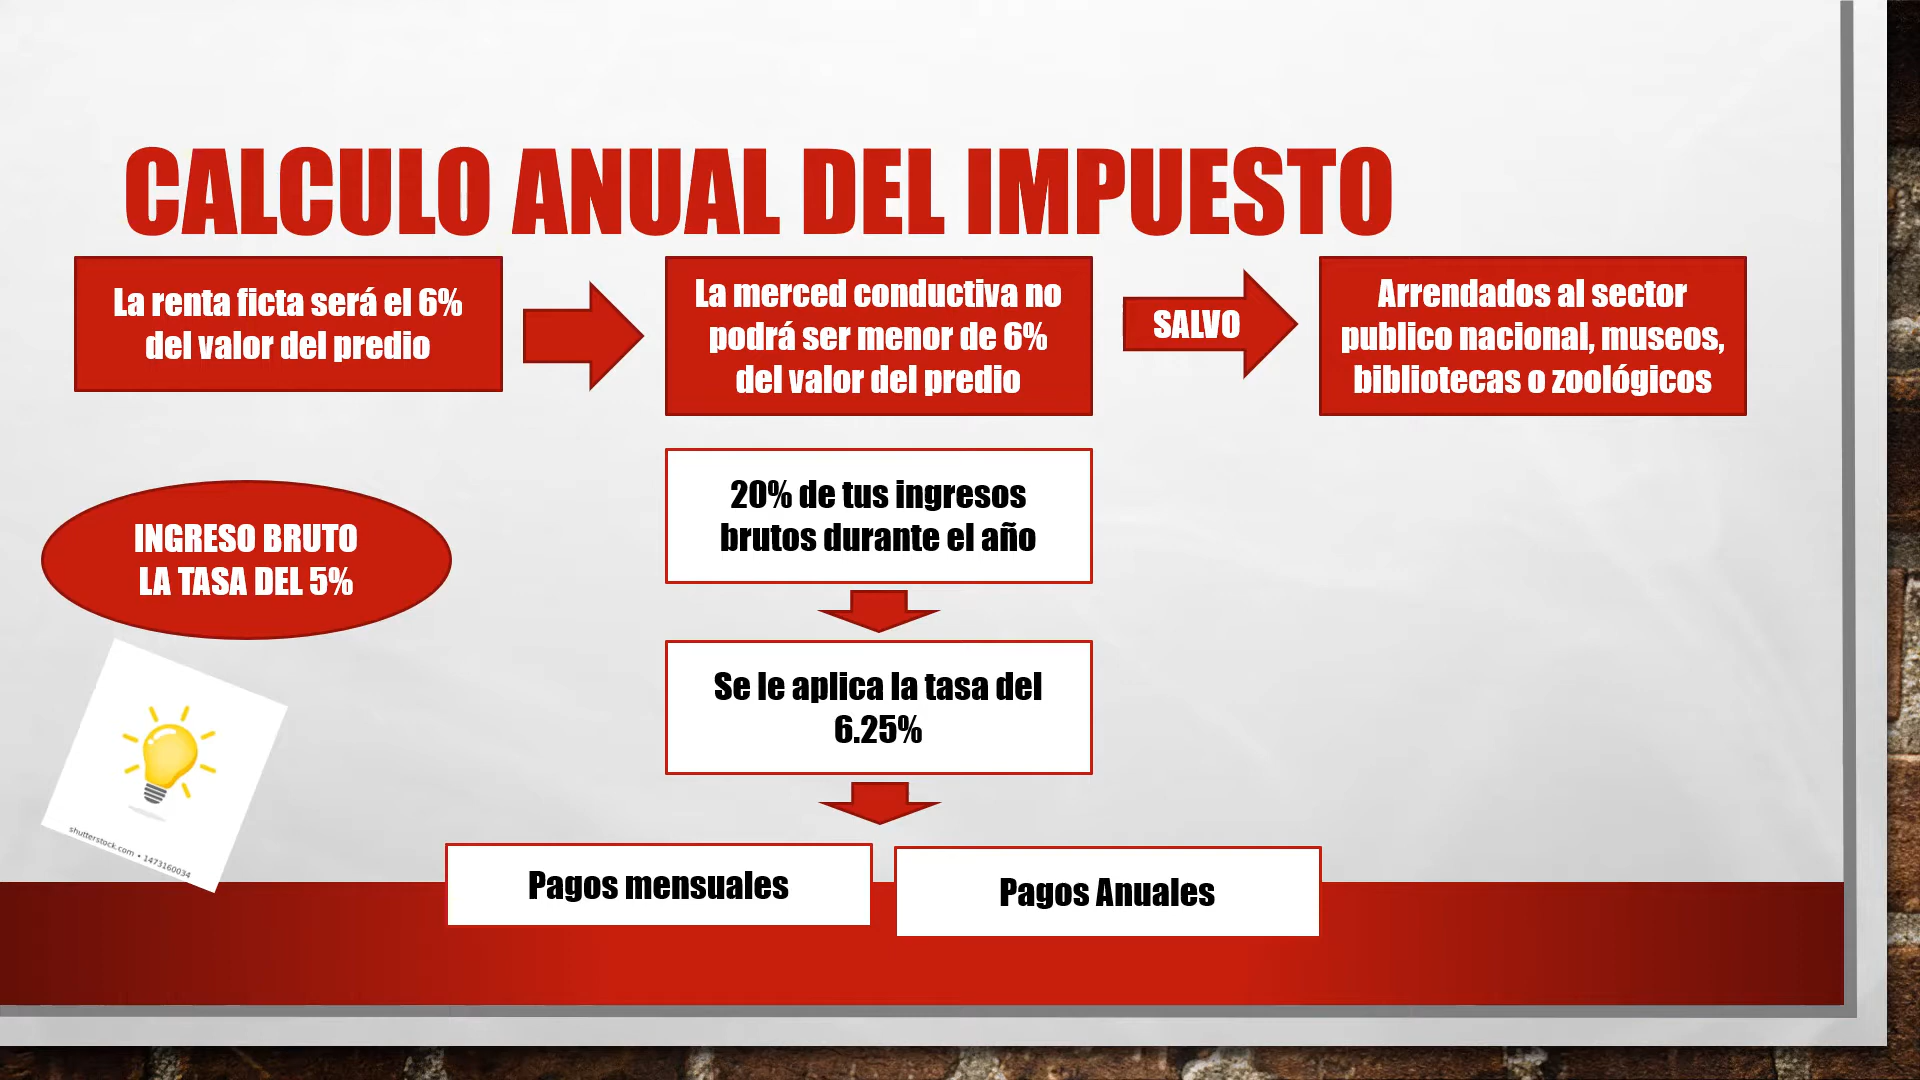 CALCULO ANUAL DEL IMPUESTO
La renta ficta será el 6%
del valor del predio
La merced conductiva no
podrá ser menor de 6%
del valor del predio
SALVO
Arrendados al sector
publico nacional, museos,
bibliotecas o zoológicos
INGRESO BRUTO
LA TASA DEL 5%
20% de tus ingresos
brutos durante el año
Se le aplica la tasa del
6.25%
Pagos mensuales
Pagos Anuales
shutterstock.com • 1473160034